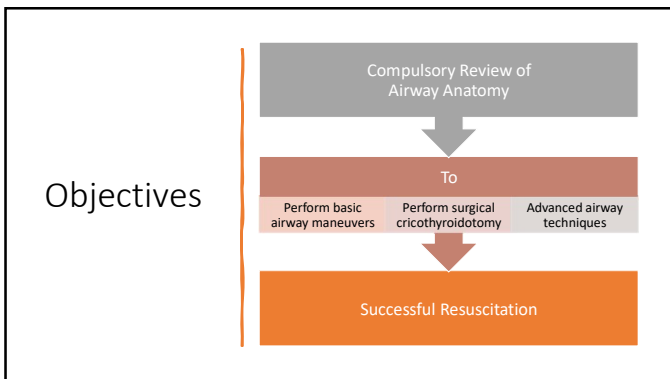 Objectives
Compulsory Review of
Airway Anatomy
To
Perform basic
airway maneuvers
Perform surgical
cricothyroidotomy
Advanced airway
techniques
Successful Resuscitation